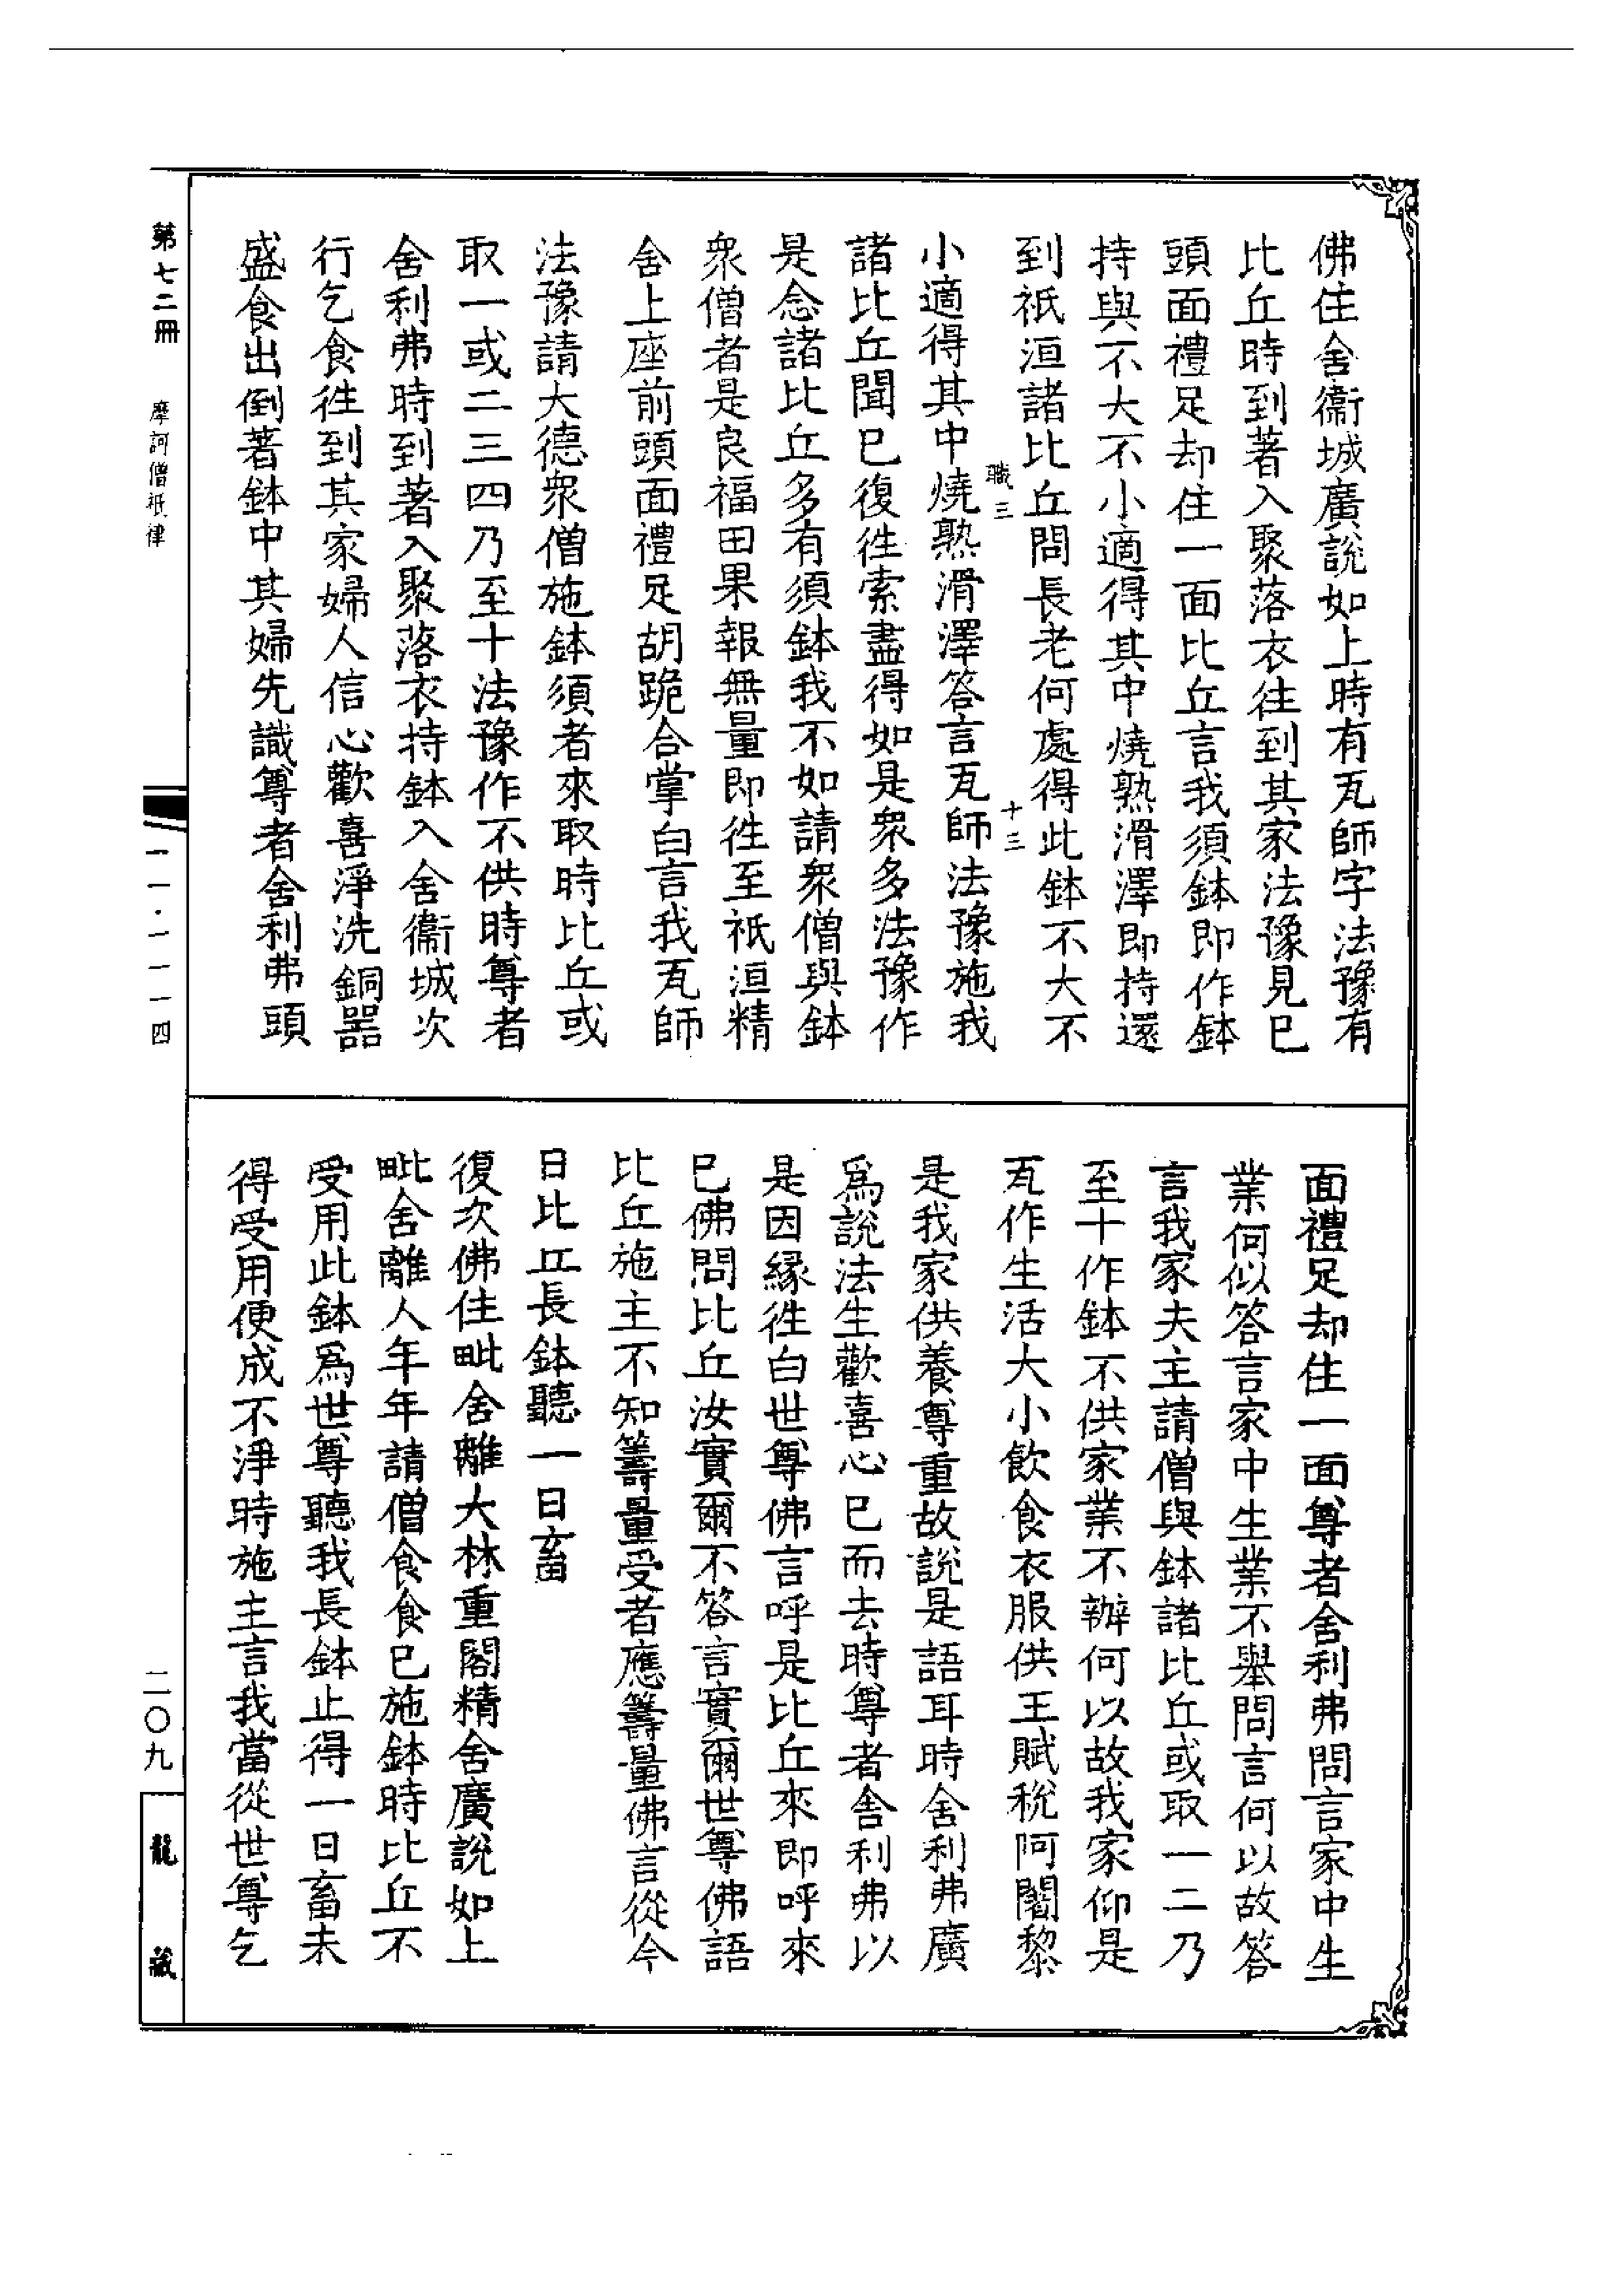 佛住舍衞城廣說如上時有瓦師字法豫有
比丘時到著入聚落衣往到其家法豫見已
頭面禮足却住一面比丘言我須鉢即作鉢
持與不大不小適得其中燒熟滑澤即持還
到祇洹諸比丘問長老何處得此鉢不大不
職三 十三
小適得其中燒熟滑澤答言瓦師法豫施我
諸比丘聞已復徃索盡得如是衆多法豫作
是念諸比丘多有須鉢我不如請衆僧與鉢
衆僧者是良福田果報無量即徃至祇洹精
舍上座前頭面禮足胡跪合掌白言我瓦師
法豫請大德衆僧施鉢須者來取時比丘或
取一或二三四乃至十法豫作不供時尊者
舍利弗時到著入聚落衣持鉢入舍衞城次
行乞食徃到其家婦人信心歡喜淨洗銅器
盛食出倒著鉢中其婦先識尊者舍利弗頭
面禮足却住一面尊者舍利弗問言家中生
業何似答言家中生業不舉問言何以故答
言我家夫主請僧與鉢諸比丘或取一二乃
至十作鉢不供家業不辦何以故我家仰是
瓦作生活大小飲食衣服供王賦稅阿闍黎
是我家供養尊重故說是語耳時舍利弗廣
爲說法生歡喜心已而去時尊者舍利弗以
是因緣徃白世尊佛言呼是比丘來即呼來
已佛問比丘汝實爾不答言實爾世尊佛語
比丘施主不知籌量受者應籌量佛言從今
日比丘長鉢聽一日畜
復次佛住毗舍離大林重閣精舍廣說如上
毗舍離人年年請僧食食已施鉢時比丘不
受用此鉢爲世尊聽我長鉢止得一日畜未
得受用便成不淨時施主言我當從世尊乞
第七二冊 摩訶僧祇律
一一·一一一四
二〇九
龍藏